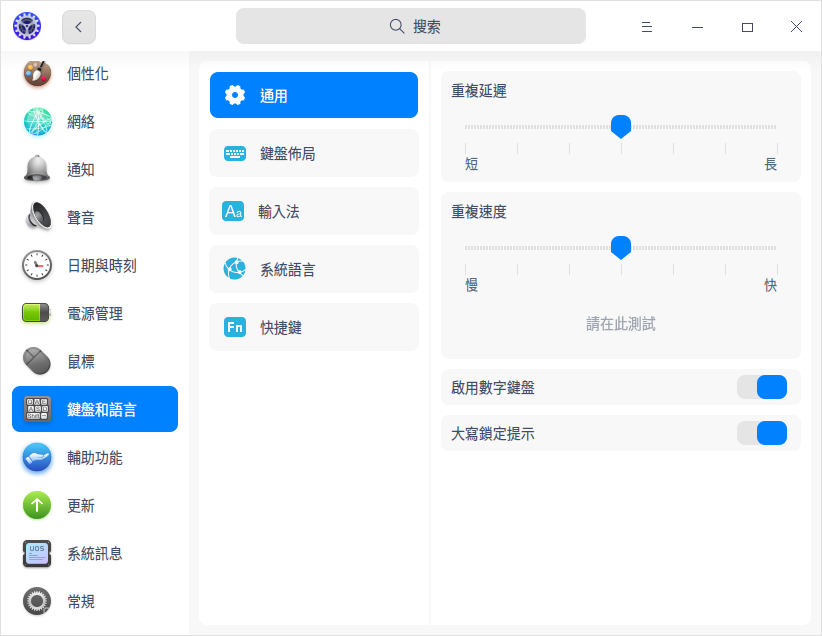 搜索
個性化
網絡
通知
聲音
日期與時刻
電源管理
鼠標
鍵盤和語言
輔助功能
更新
UOS
系統訊息
常規
通用
鍵盤佈局
Aa 輸入法
系統語言
Fn 快捷鍵
重複延遲
短 長
重複速度
慢 快
請在此測試
啟用數字鍵盤
大寫鎖定提示